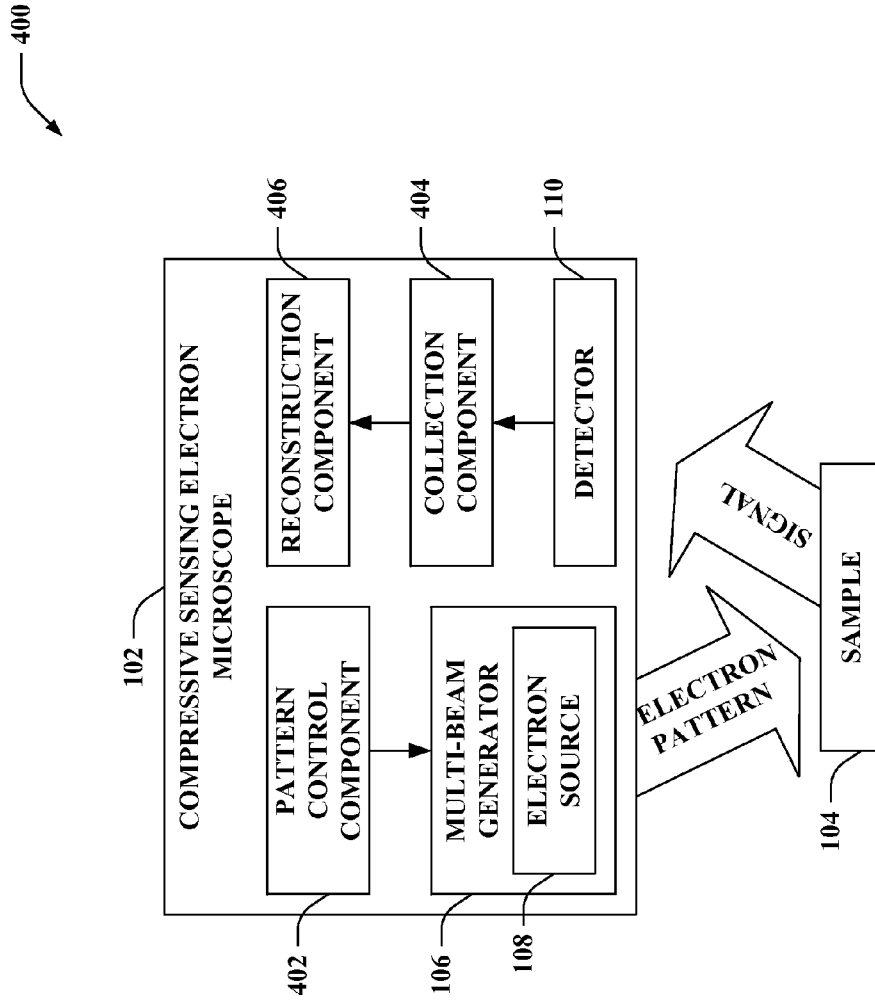 400
102
COMPRESSIVE SENSING ELECTRON
MICROSCOPE
402
PATTERN
CONTROL
COMPONENT
RECONSTRUCTION
COMPONENT
406
106
MULTI-BEAM
GENERATOR
108
ELECTRON
SOURCE
COLLECTION
COMPONENT
404
DETECTOR
110
ELECTRON
PATTERN
SIGNAL
104
SAMPLE